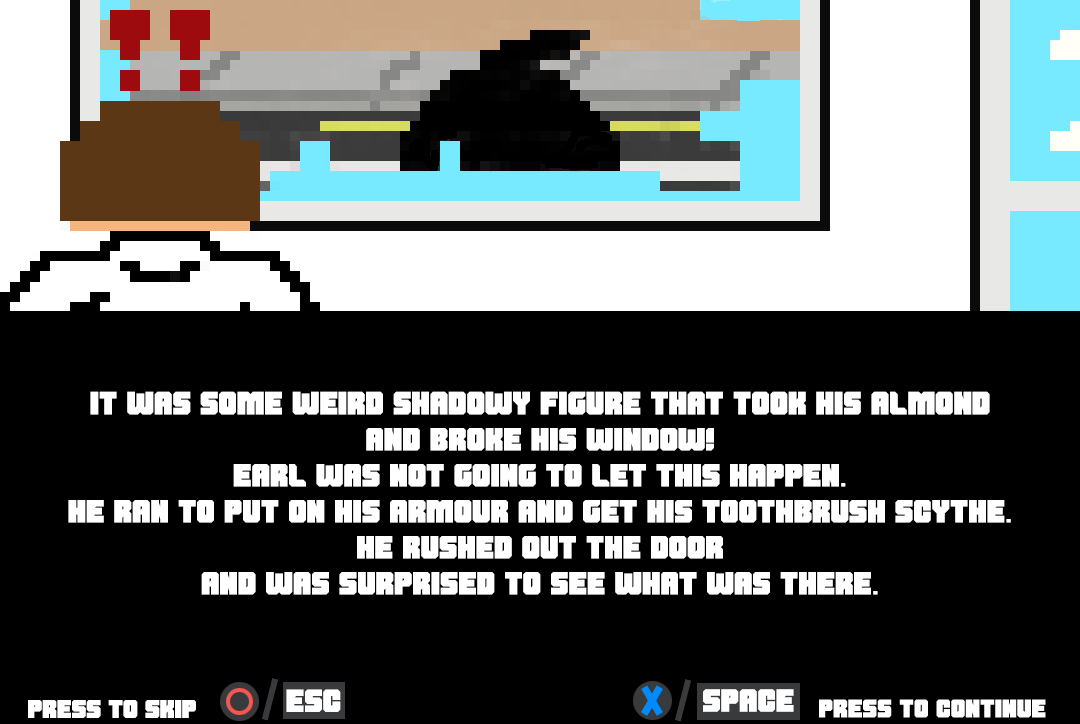 !!
IT WAS SOME WEIRD SHADOWY FIGURE THAT TOOK HIS ALMOND
AND BROKE HIS WINDOW!
EARL WAS NOT GOING TO LET THIS HAPPEN.
HE RAN TO PUT ON HIS ARMOUR AND GET HIS TOOTHBRUSH SCYTHE.
HE RUSHED OUT THE DOOR
AND WAS SURPRISED TO SEE WHAT WAS THERE.
PRESS TO SKIP O / ESC X / SPACE PRESS TO CONTINUE